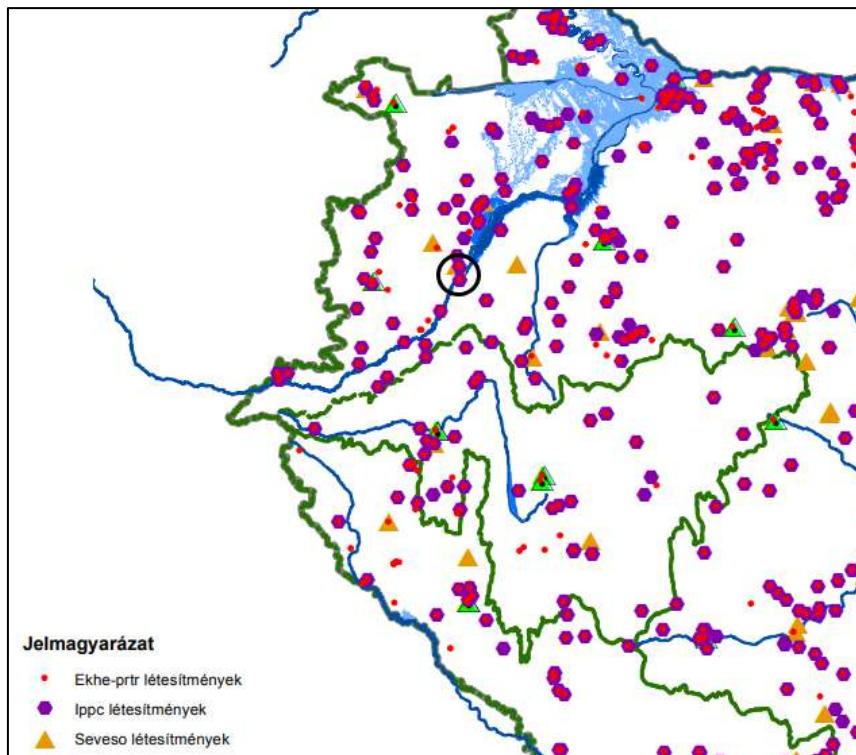 Jelmagyarázat
Ekhe-prtr létesítmények
Ippc létesítmények
Seveso létesítmények